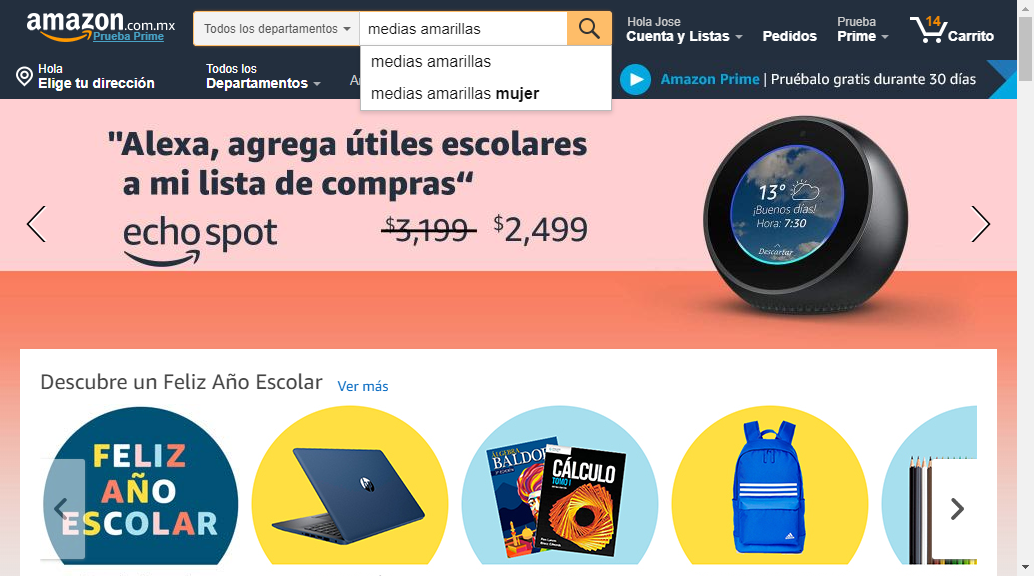 amazon.com.mx
Prueba Prime
Todos los departamentos
medias amarillas
Hola Jose
Cuenta y Listas
Pedidos
Prueba
Prime
14
Carrito
medias amarillas
medias amarillas mujer
Hola
Elige tu dirección
Todos los
Departamentos
Amazon Prime | Pruébalo gratis durante 30 días
"Alexa, agrega útiles escolares
a mi lista de compras“
echo spot
$3,199 $2,499
13°
¡Buenos días!
Hora: 7:30
Descartar
Descubre un Feliz Año Escolar Ver más
FELIZ
AÑO
ESCOLAR
hp
ÁLGEBRA
BALDOR
CÁLCULO
TOMO I
adidas